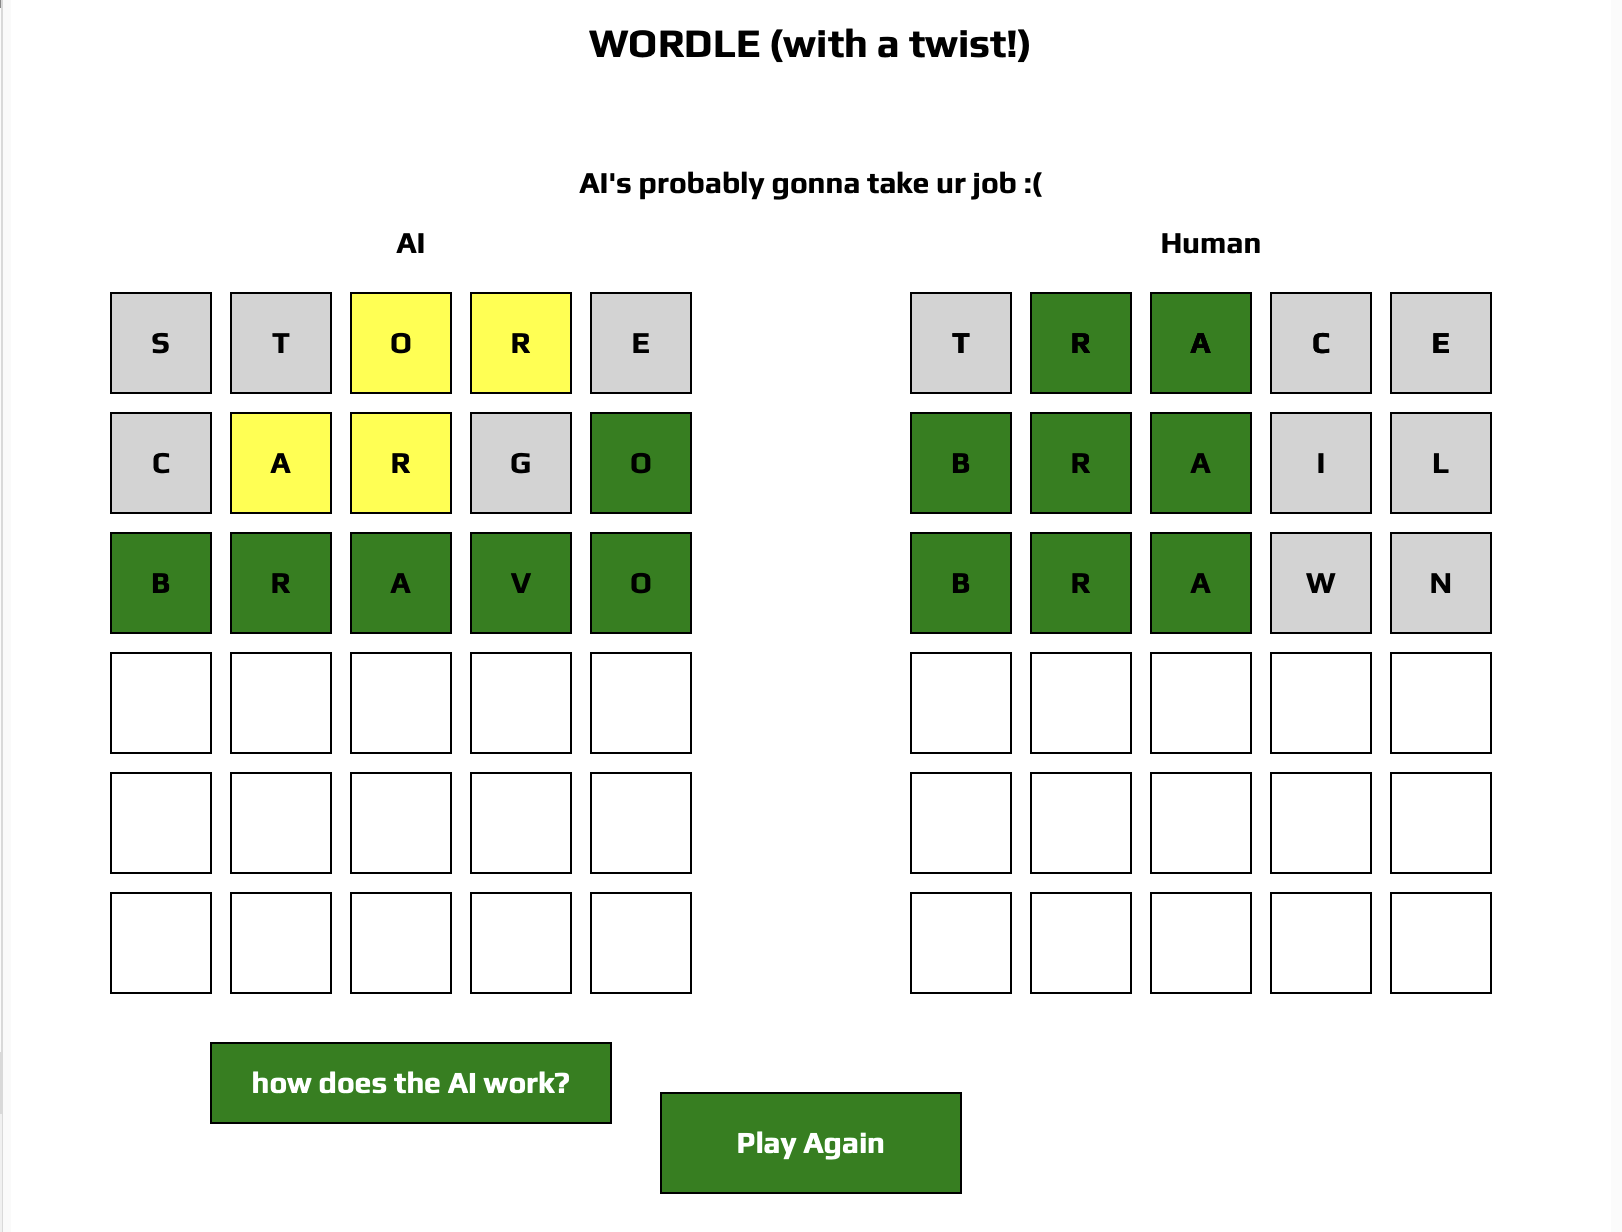 WORDLE (with a twist!)
AI's probably gonna take ur job :(
AI
Human
S T O R E
T R A C E
C A R G O
B R A I L
B R A V O
B R A W N
how does the AI work?
Play Again